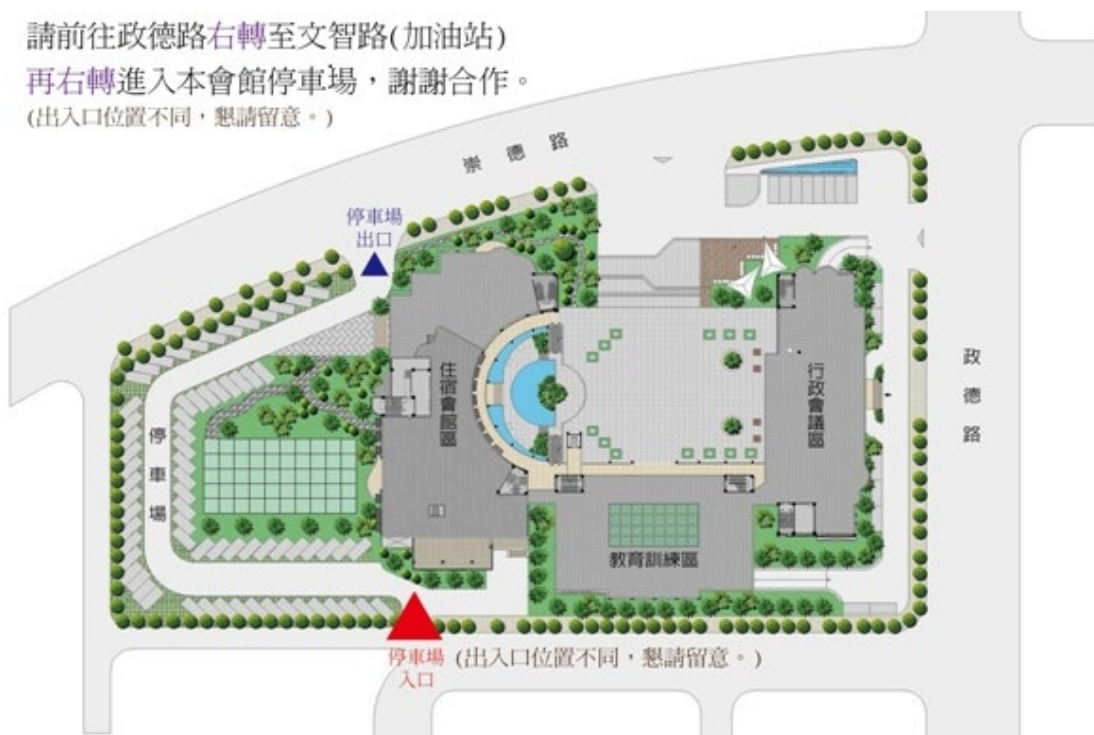 請前往政德路右轉至文智路(加油站)
再右轉進入本會館停車場，謝謝合作。
(出入口位置不同，懇請留意。)
崇德路
停車場
出口
政德路
住宿會館區
行政會議區
停車場
教育訓練區
停車場 (出入口位置不同，懇請留意。)
入口